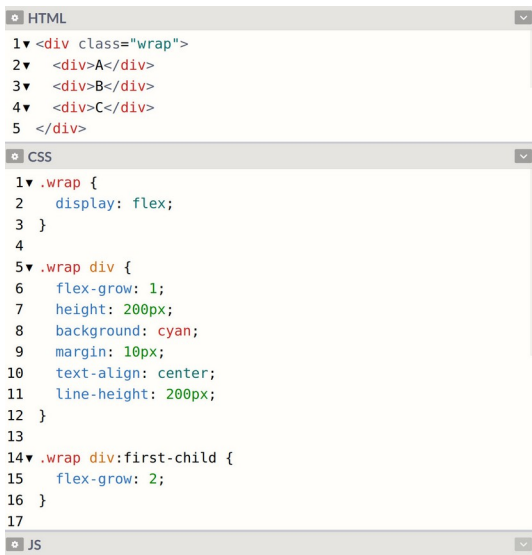 HTML
1 <div class="wrap">
2   <div>A</div>
3   <div>B</div>
4   <div>C</div>
5 </div>
CSS
1 .wrap {
2   display: flex;
3 }
4
5 .wrap div {
6   flex-grow: 1;
7   height: 200px;
8   background: cyan;
9   margin: 10px;
10   text-align: center;
11   line-height: 200px;
12 }
13
14 .wrap div:first-child {
15   flex-grow: 2;
16 }
17
JS